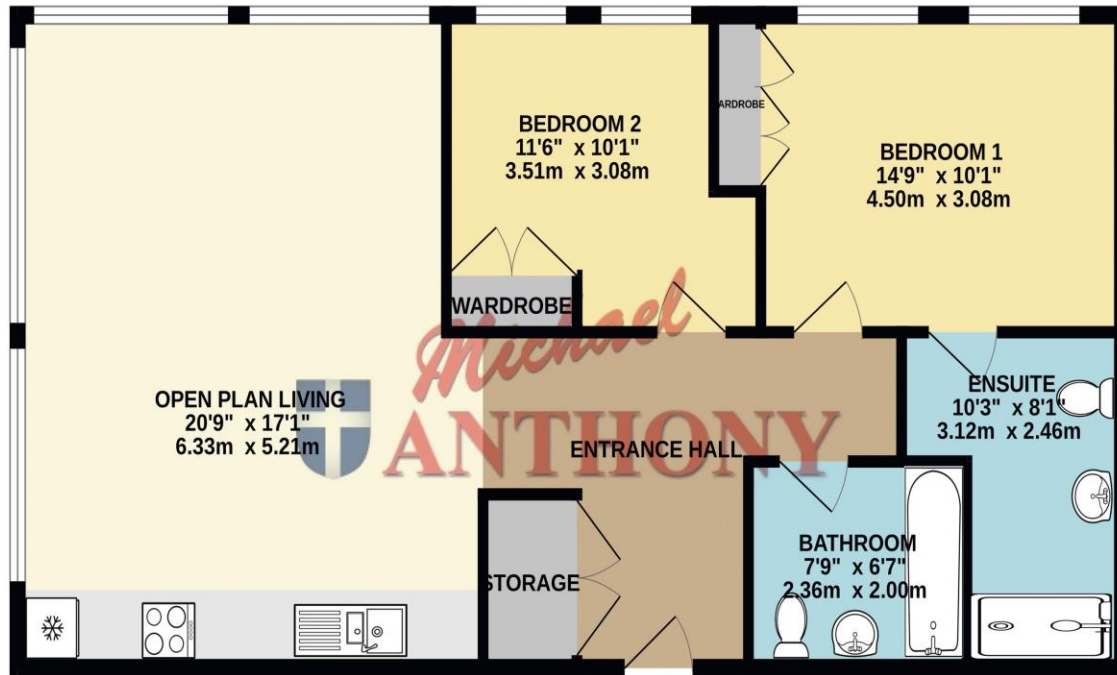 BEDROOM 2
11'6" x 10'1"
3.51m x 3.08m
ARDROBE
BEDROOM 1
14'9" x 10'1"
4.50m x 3.08m
WARDROBE
Michael
ANTHONY
OPEN PLAN LIVING
20'9" x 17'1"
6.33m x 5.21m
ENTRANCE HALL
ENSUITE
10'3" x 8'1"
3.12m x 2.46m
STORAGE
BATHROOM
7'9" x 6'7"
2.36m x 2.00m